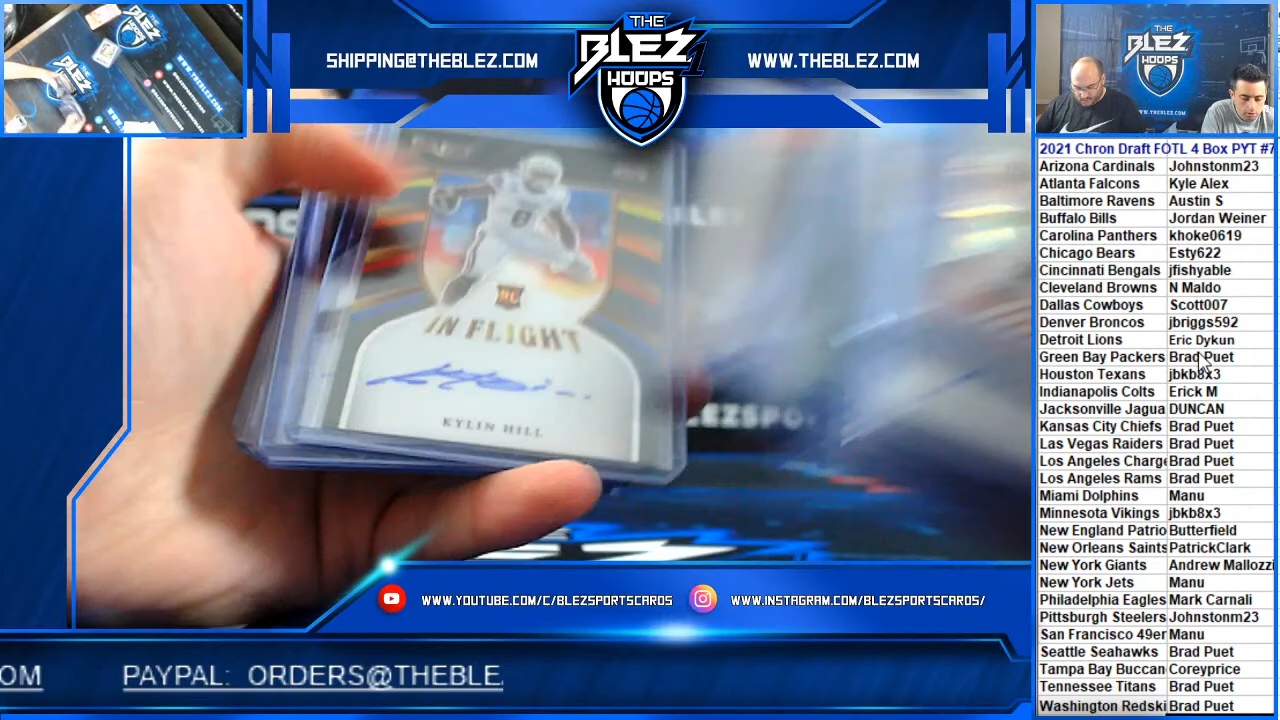 THE
BLEZ
HOOPS
SHIPPING@THEBLEZ.COM
WWW.THEBLEZ.COM
8
RC
IN FLIGHT
KYLIN HILL
BLEZSPO
2021 Chron Draft FOTL 4 Box PYT #7
Arizona Cardinals Johnstonm23
Atlanta Falcons Kyle Alex
Baltimore Ravens Austin S
Buffalo Bills Jordan Weiner
Carolina Panthers khoke0619
Chicago Bears Esty622
Cincinnati Bengals jfishyable
Cleveland Browns N Maldo
Dallas Cowboys Scott007
Denver Broncos jbriggs592
Detroit Lions Eric Dykun
Green Bay Packers Brad Puet
Houston Texans jbkb8x3
Indianapolis Colts Erick M
Jacksonville Jagua DUNCAN
Kansas City Chiefs Brad Puet
Las Vegas Raiders Brad Puet
Los Angeles Charge Brad Puet
Los Angeles Rams Brad Puet
Miami Dolphins Manu
Minnesota Vikings jbkb8x3
New England Patrio Butterfield
New Orleans Saints PatrickClark
New York Giants Andrew Mallozzi
New York Jets Manu
Philadelphia Eagles Mark Carnali
Pittsburgh Steelers Johnstonm23
San Francisco 49er Manu
Seattle Seahawks Brad Puet
Tampa Bay Buccan Coreyprice
Tennessee Titans Brad Puet
Washington Redski Brad Puet
WWW.YOUTUBE.COM/C/BLEZSPORTSCARDS
WWW.INSTAGRAM.COM/BLEZSPORTSCARDS/
OM PAYPAL: ORDERS@THEBLE